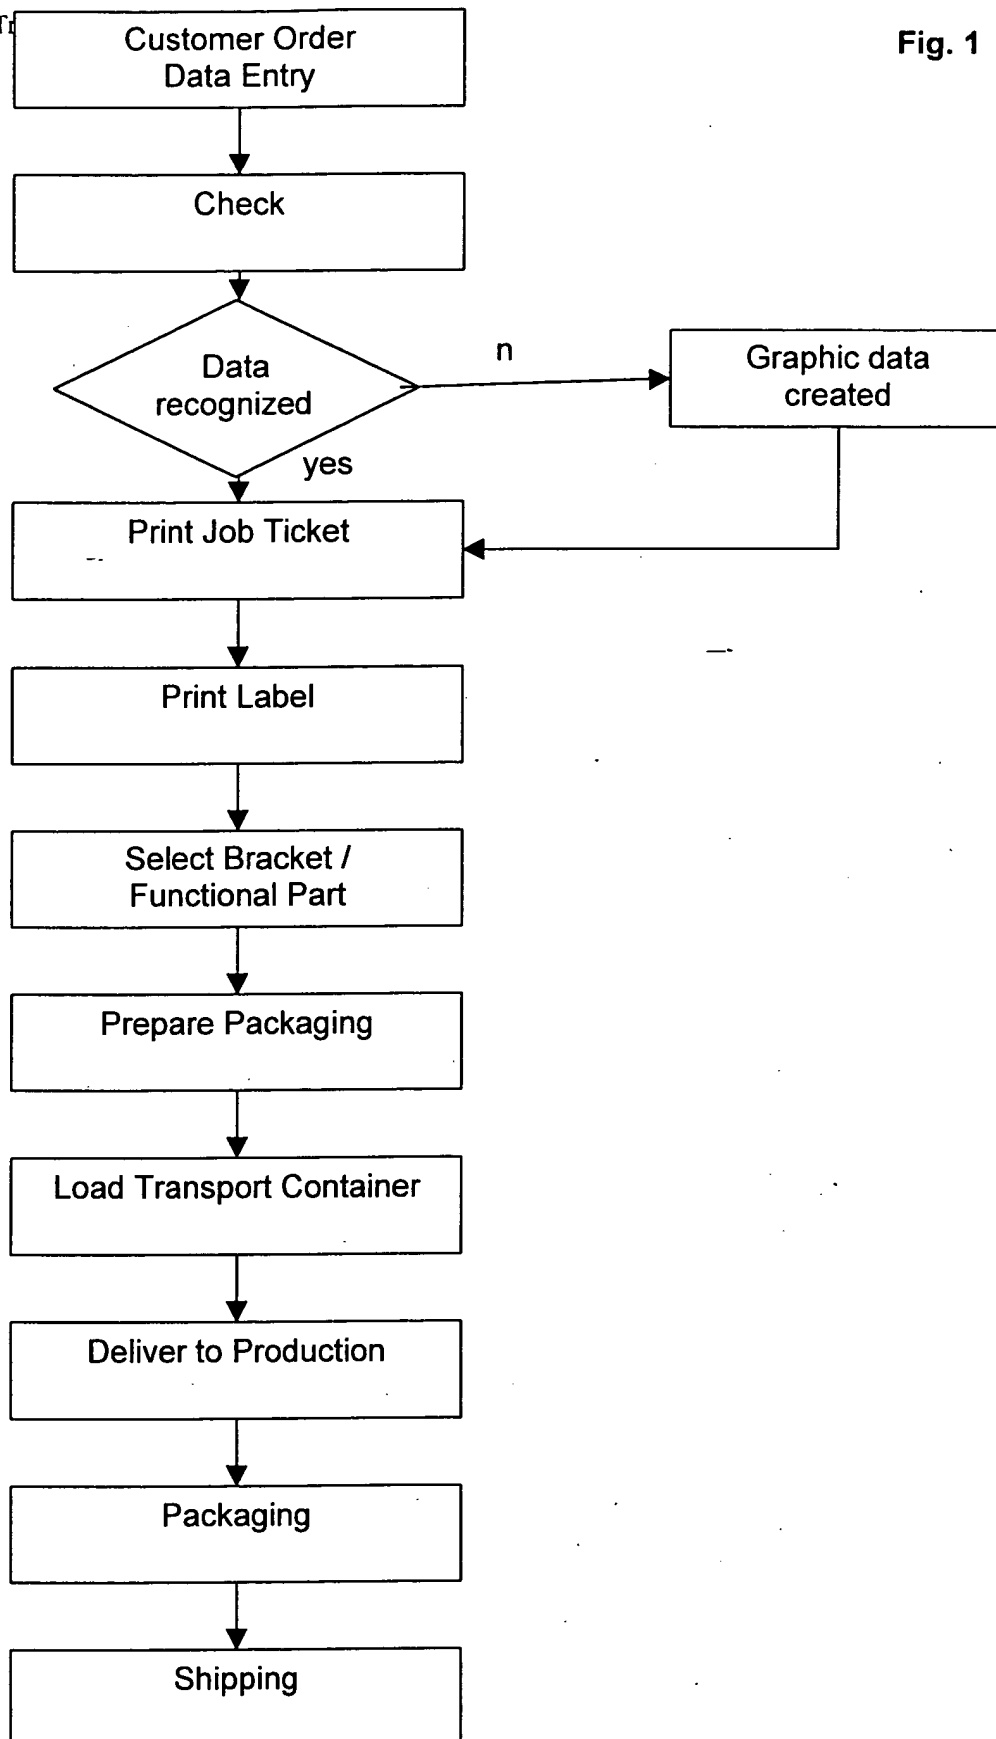 Tr
Fig. 1
Customer Order
Data Entry
Check
Data
recognized
n
Graphic data
created
yes
Print Job Ticket
Print Label
Select Bracket /
Functional Part
Prepare Packaging
Load Transport Container
Deliver to Production
Packaging
Shipping